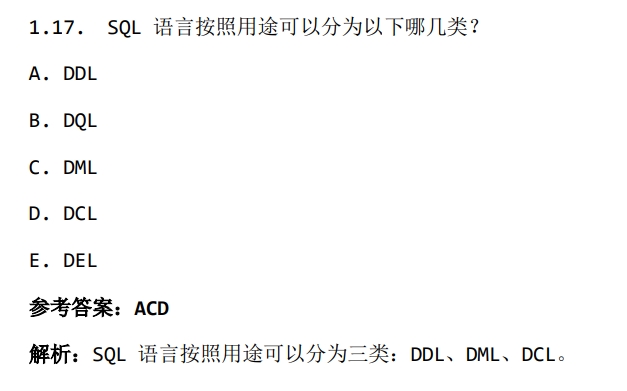 1.17. SQL 语言按照用途可以分为以下哪几类？
A. DDL
B. DQL
C. DML
D. DCL
E. DEL
参考答案：ACD
解析：SQL 语言按照用途可以分为三类：DDL、DML、DCL。